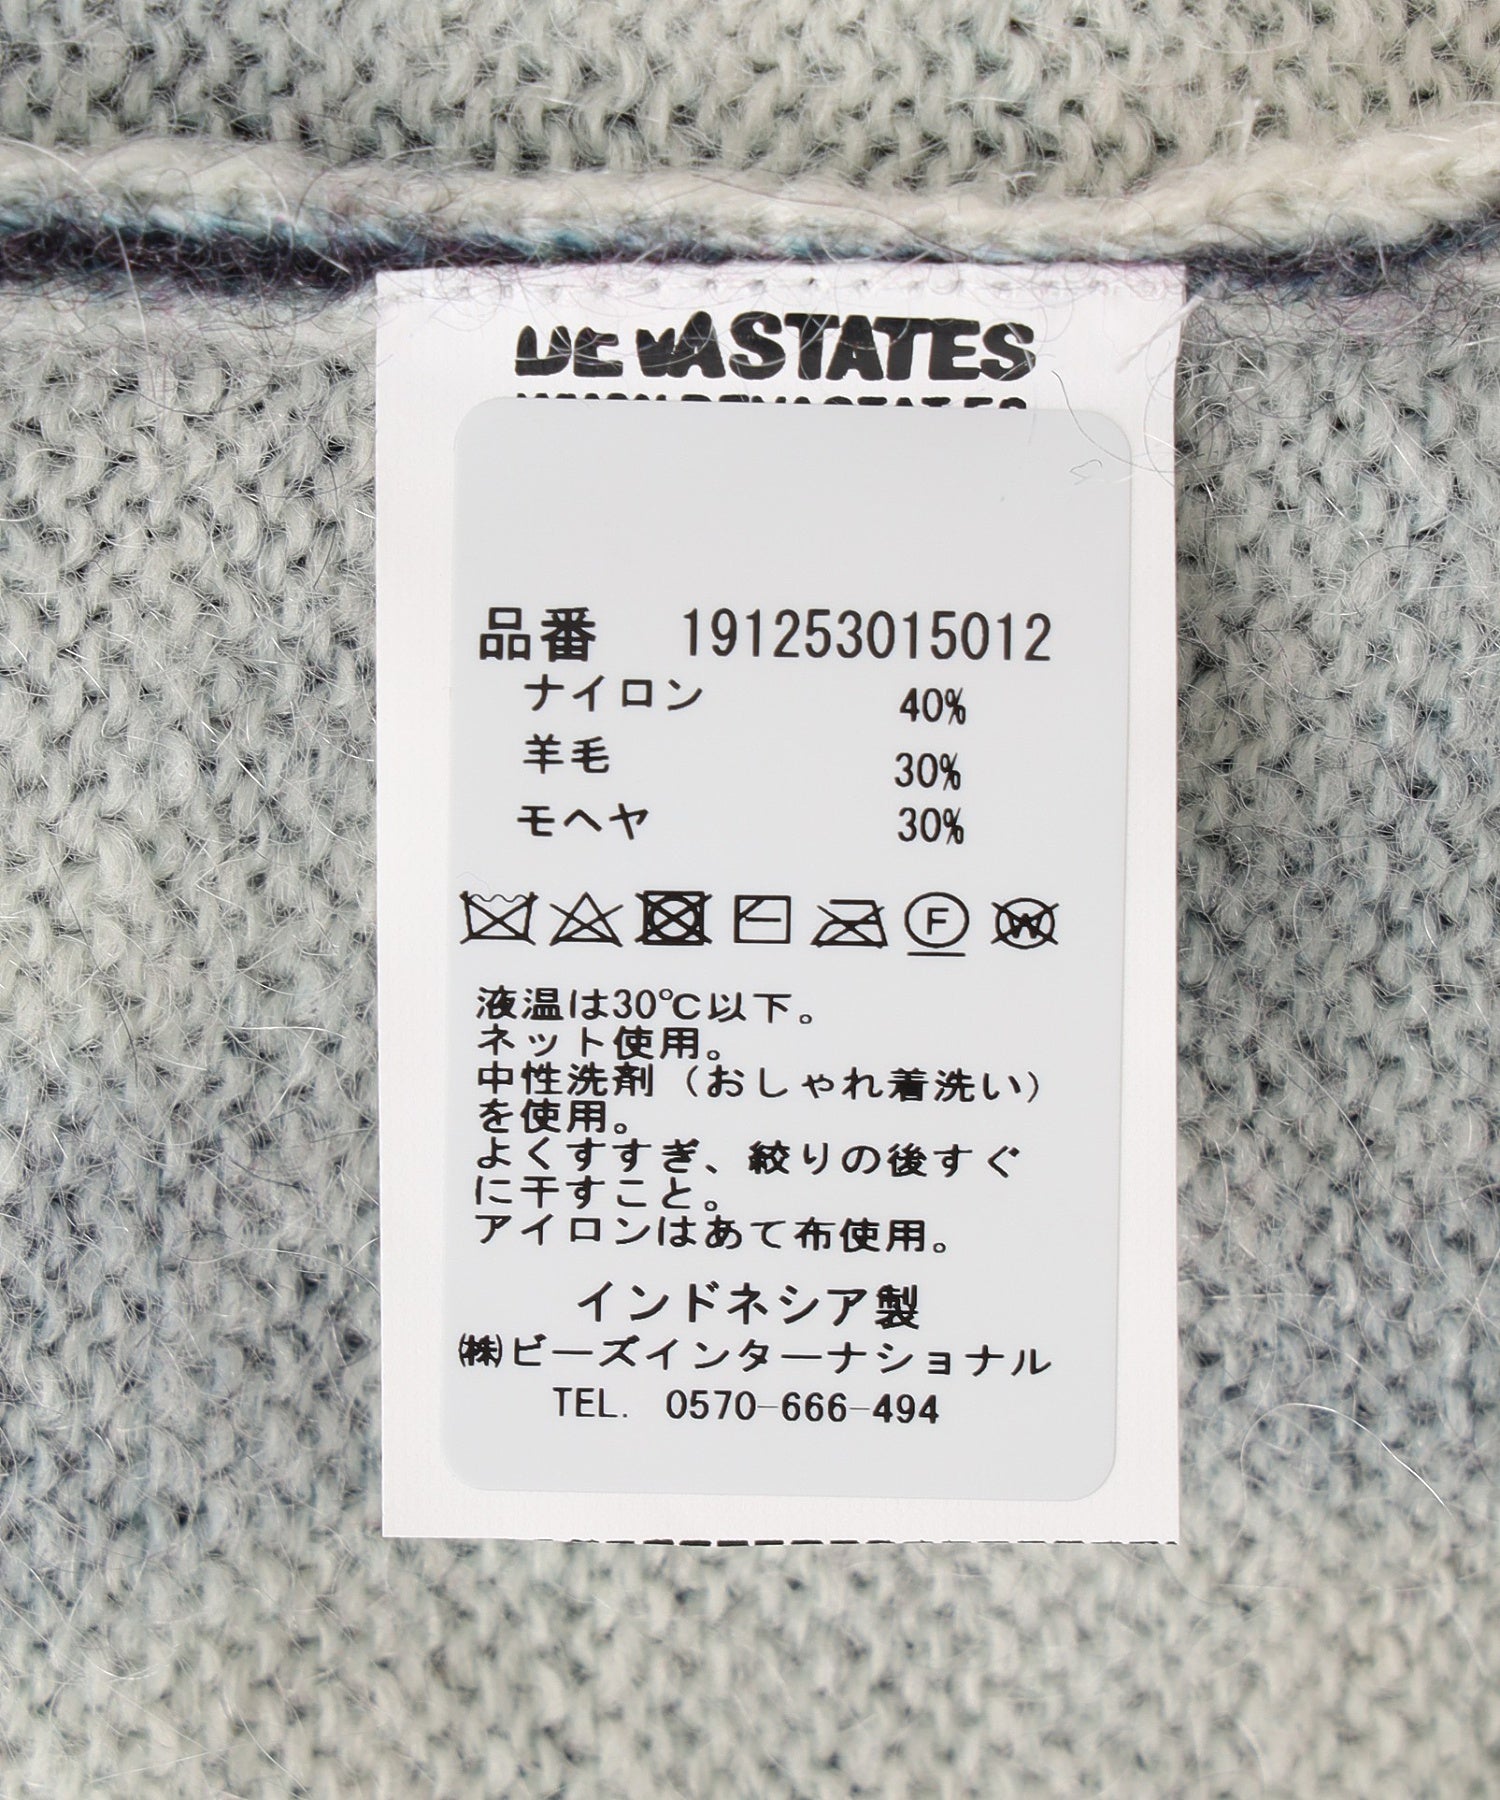 DEVASTATES
品番 191253015012
ナイロン 40%
羊毛 30%
モヘヤ 30%
F W
液温は30℃以下。
ネット使用。
中性洗剤（おしゃれ着洗い）
を使用。
よくすすぎ、絞りの後すぐ
に干すこと。
アイロンはあて布使用。
インドネシア製
㈱ビーズインターナショナル
TEL. 0570-666-494